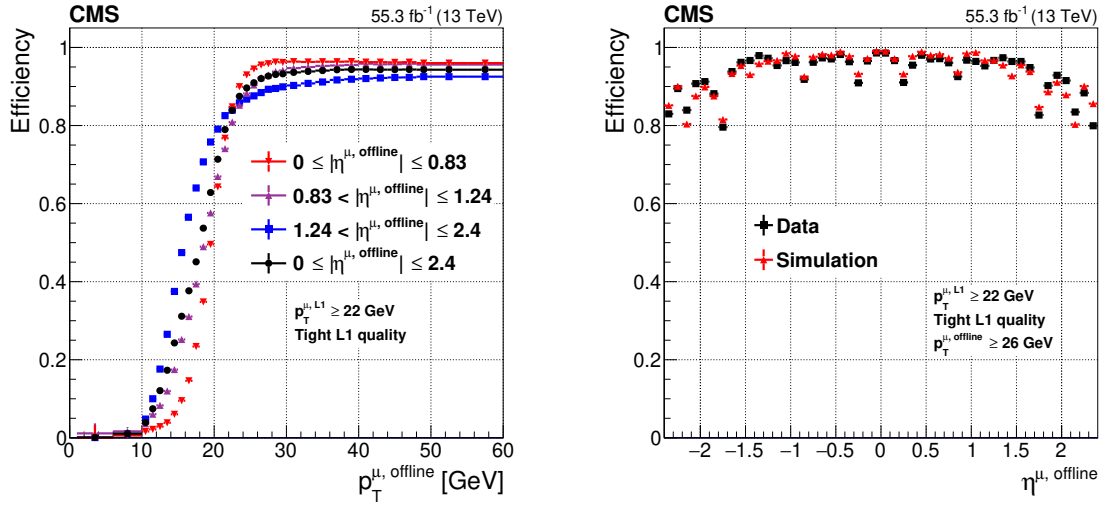 CMS
55.3 fb⁻¹ (13 TeV)
Efficiency
1
0.8
0.6
0.4
0.2
0
0 ≤ |η^μ, offline| ≤ 0.83
0.83 < |η^μ, offline| ≤ 1.24
1.24 < |η^μ, offline| ≤ 2.4
0 ≤ |η^μ, offline| ≤ 2.4
p_T^μ, L1 ≥ 22 GeV
Tight L1 quality
0 10 20 30 40 50 60
p_T^μ, offline [GeV]
CMS
55.3 fb⁻¹ (13 TeV)
Efficiency
1
0.8
0.6
0.4
0.2
0
Data
Simulation
p_T^μ, L1 ≥ 22 GeV
Tight L1 quality
p_T^μ, offline ≥ 26 GeV
−2 −1.5 −1 −0.5 0 0.5 1 1.5 2
η^μ, offline